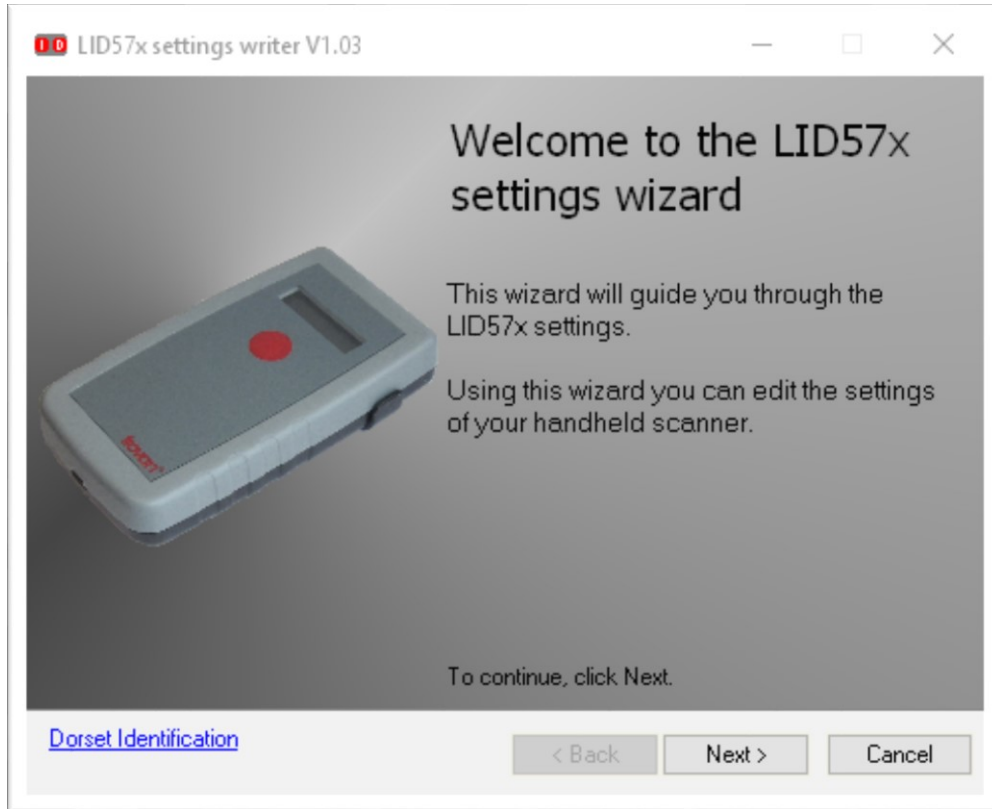 ID LID57x settings writer V1.03
Welcome to the LID57x
settings wizard
This wizard will guide you through the
LID57x settings.
Using this wizard you can edit the settings
of your handheld scanner.
trovan
To continue, click Next.
Dorset Identification
< Back
Next >
Cancel